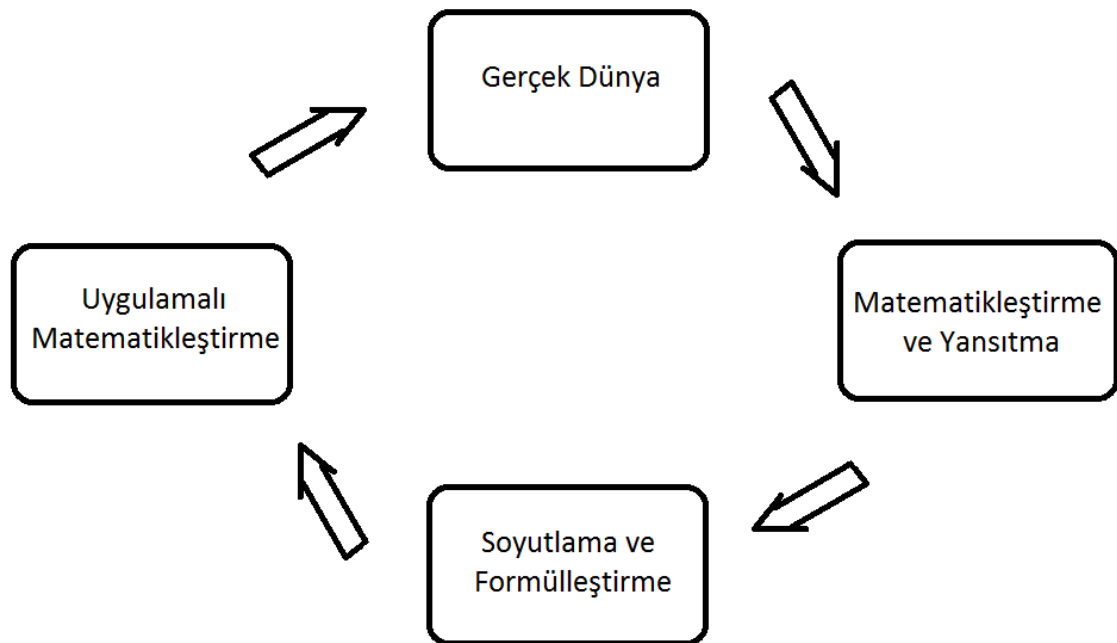 Gerçek Dünya
Matematikleştirme
ve Yansıtma
Soyutlama ve
Formülleştirme
Uygulamalı
Matematikleştirme